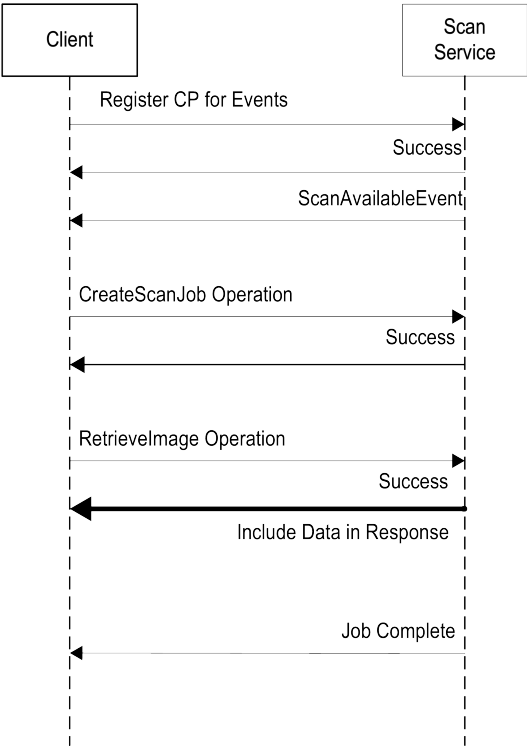 Client
Scan
Service
Register CP for Events
Success
ScanAvailableEvent
CreateScanJob Operation
Success
RetrieveImage Operation
Success
Include Data in Response
Job Complete